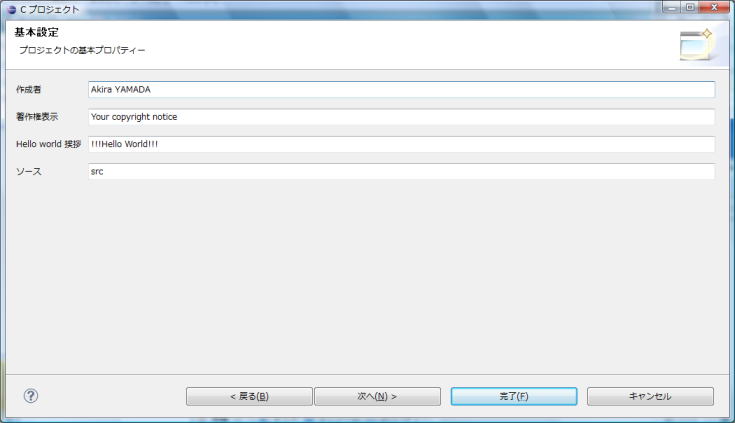 C プロジェクト
基本設定
プロジェクトの基本プロパティー
作成者 Akira YAMADA
著作権表示 Your copyright notice
Hello world 挨拶 !!!Hello World!!!
ソース src
< 戻る(B) 次へ(N) > 完了(F) キャンセル